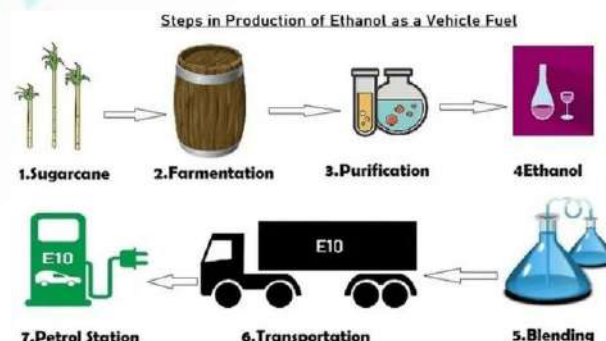 Steps in Production of Ethanol as a Vehicle Fuel
1.Sugarcane
2.Farmentation
3.Purification
4Ethanol
E10
E10
7.Petrol Station
6.Transportation
5.Blending